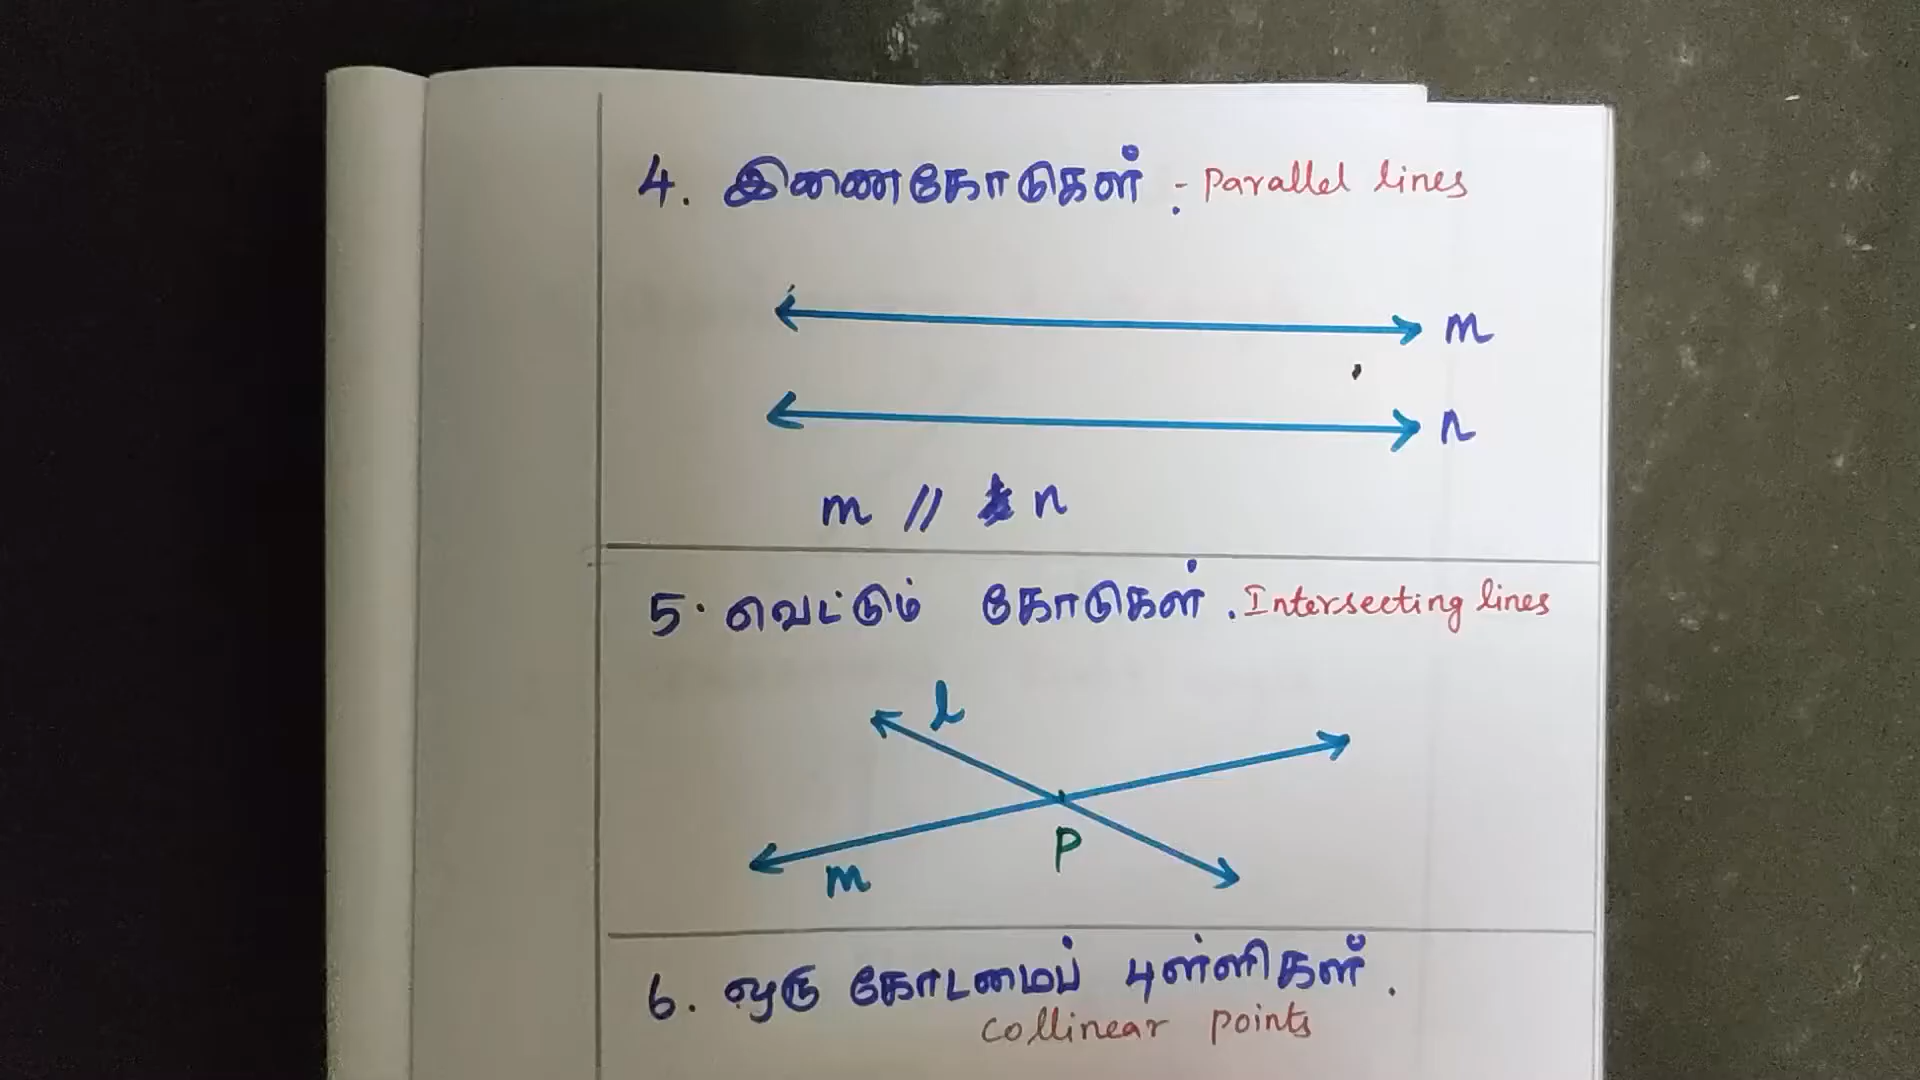 4. இணைகோடுகள் :- Parallel lines
m
n
m // n
5. வெட்டும் கோடுகள். Intersecting lines
l
P
m
6. ஒரு கோடமைப் புள்ளிகள்.
collinear points